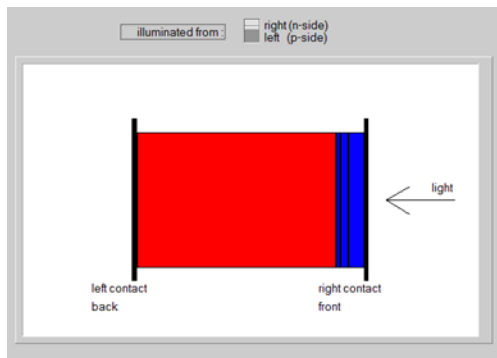 illuminated from :
right (n-side)
left (p-side)
light
left contact
back
right contact
front